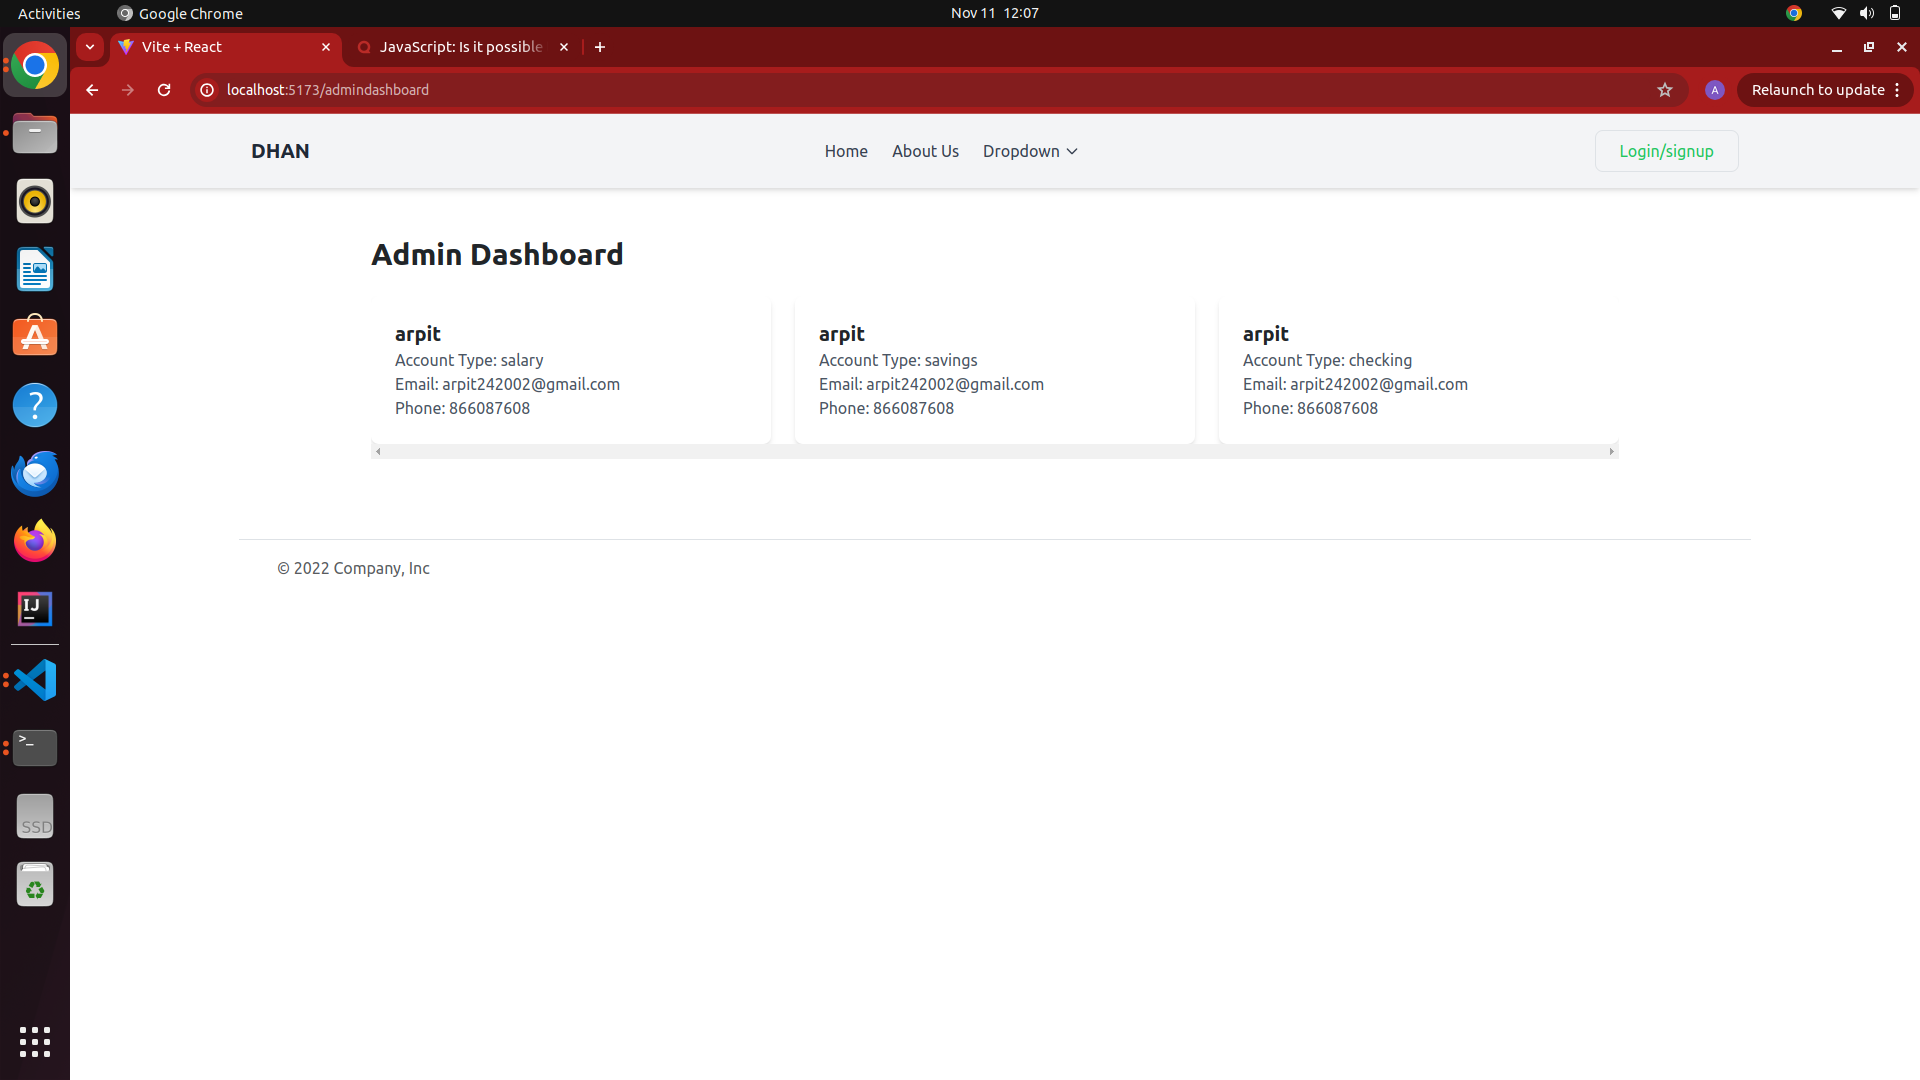 Activities
Google Chrome
Nov 11 12:07
Vite + React
JavaScript: Is it possible
localhost:5173/admindashboard
A
Relaunch to update
DHAN
Home
About Us
Dropdown
Login/signup
Admin Dashboard
arpit
Account Type: salary
Email: arpit242002@gmail.com
Phone: 866087608
arpit
Account Type: savings
Email: arpit242002@gmail.com
Phone: 866087608
arpit
Account Type: checking
Email: arpit242002@gmail.com
Phone: 866087608
© 2022 Company, Inc
IJ
>_
SSD